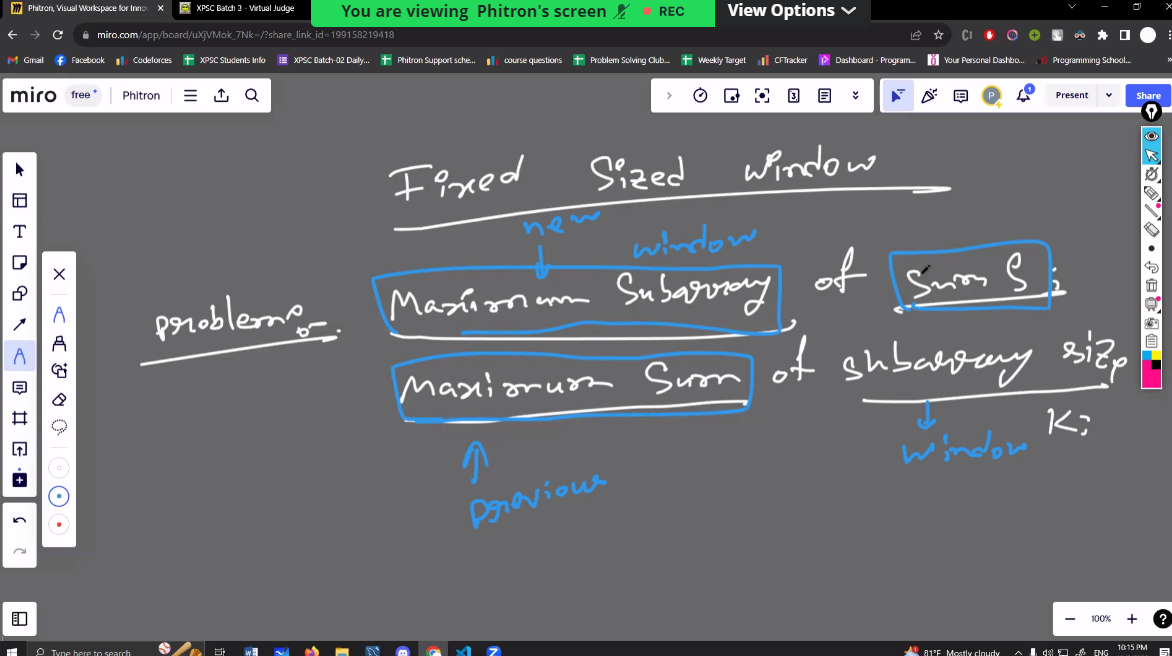 Phitron, Visual Workspace for Innov
XPSC Batch 3 - Virtual Judge
You are viewing Phitron's screen
REC
View Options
miro.com/app/board/uXjVMok_7Nk=/?share_link_id=199158219418
Gmail
Facebook
Codeforces
XPSC Students Info
XPSC Batch-02 Daily...
Phitron Support sche...
course questions
Problem Solving Club...
Weekly Target
CFTracker
Dashboard - Program...
Your Personal Dashbo...
Programming School...
miro
free
Phitron
3
P
1
Present
Share
Fixed Sized window
new
window
Maximum Subarray of Sum S;
problem:-
Maximum Sum of subarray size
K;
window
previous
100%
Type here to search
81°F Mostly cloudy
ENG
10:15 PM